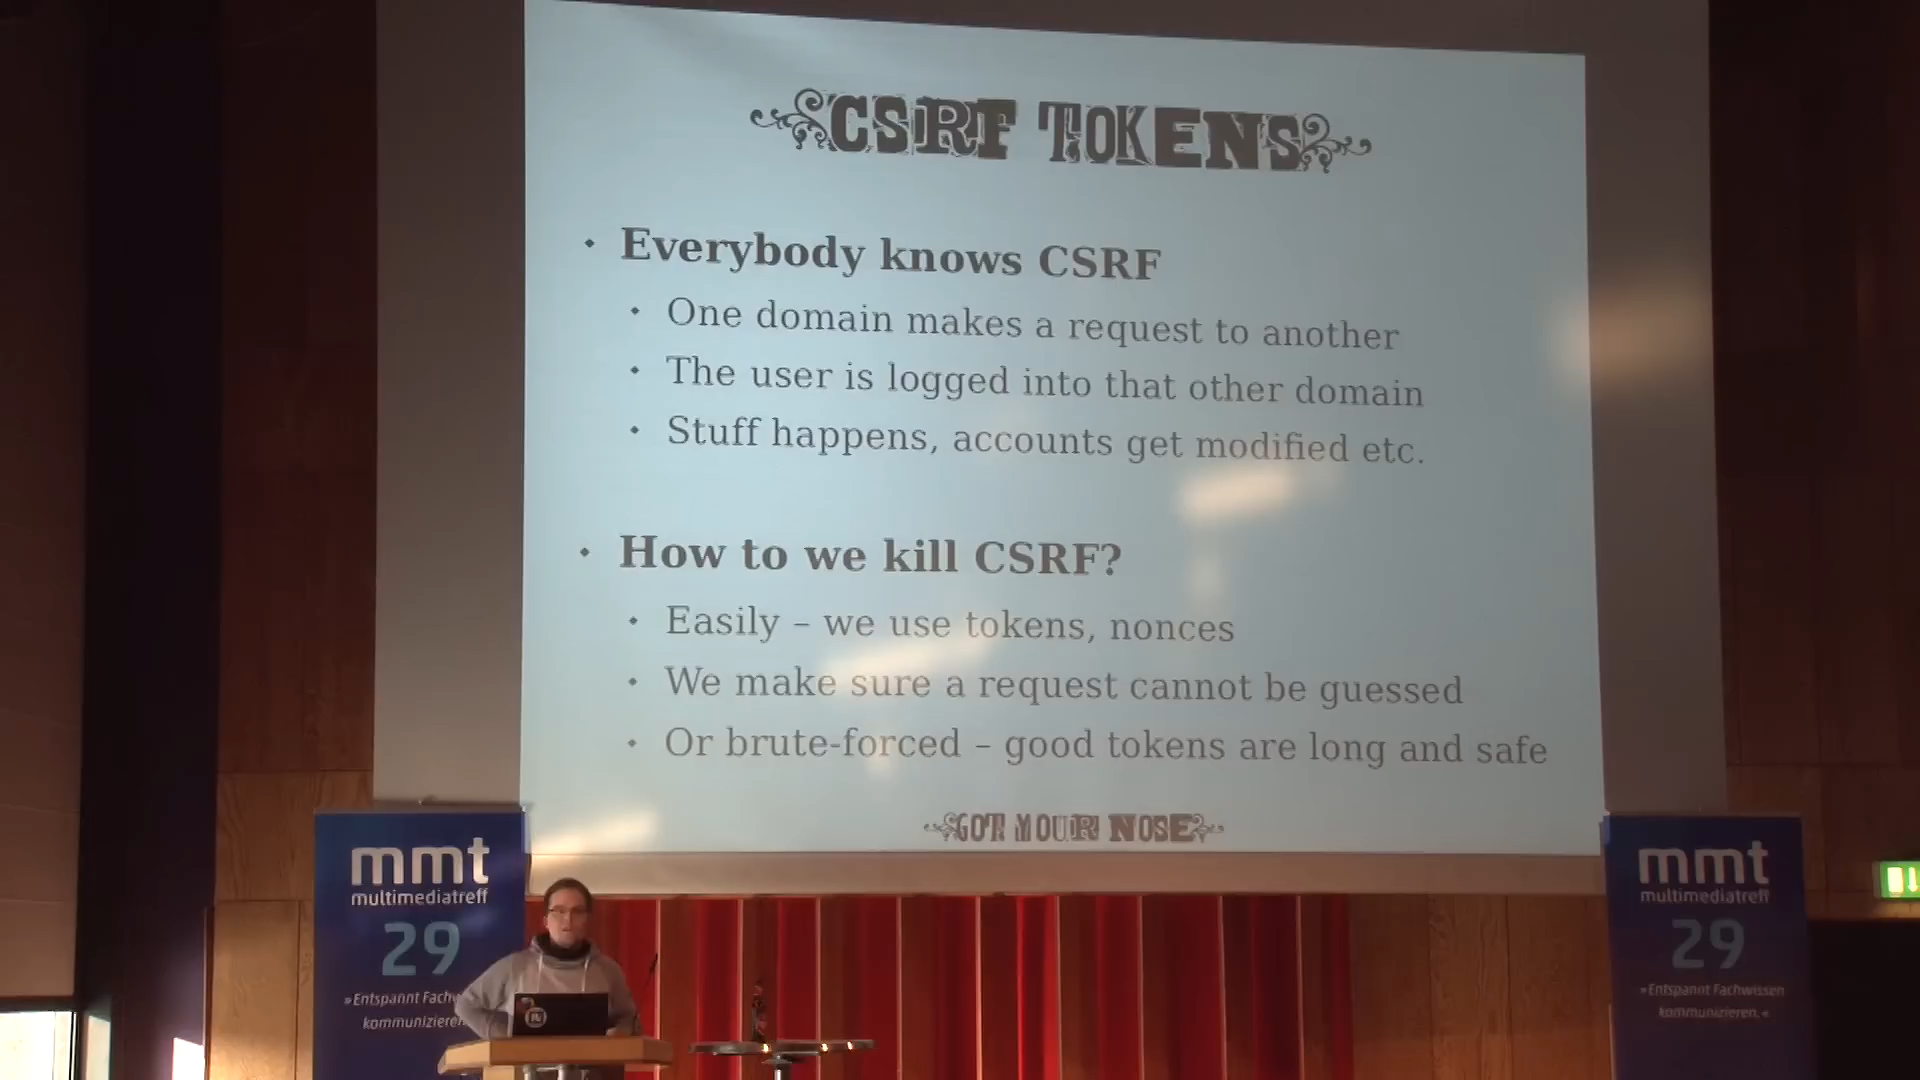 CSRF TOKENS
• Everybody knows CSRF
• One domain makes a request to another
• The user is logged into that other domain
• Stuff happens, accounts get modified etc.
• How to we kill CSRF?
• Easily – we use tokens, nonces
• We make sure a request cannot be guessed
• Or brute-forced – good tokens are long and safe
GOT YOUR NOSE
mmt
multimediatreff
29
»Entspannt Fachw
kommunizieren
mmt
multimediatreff
29
»Entspannt Fachwissen
kommunizieren.«